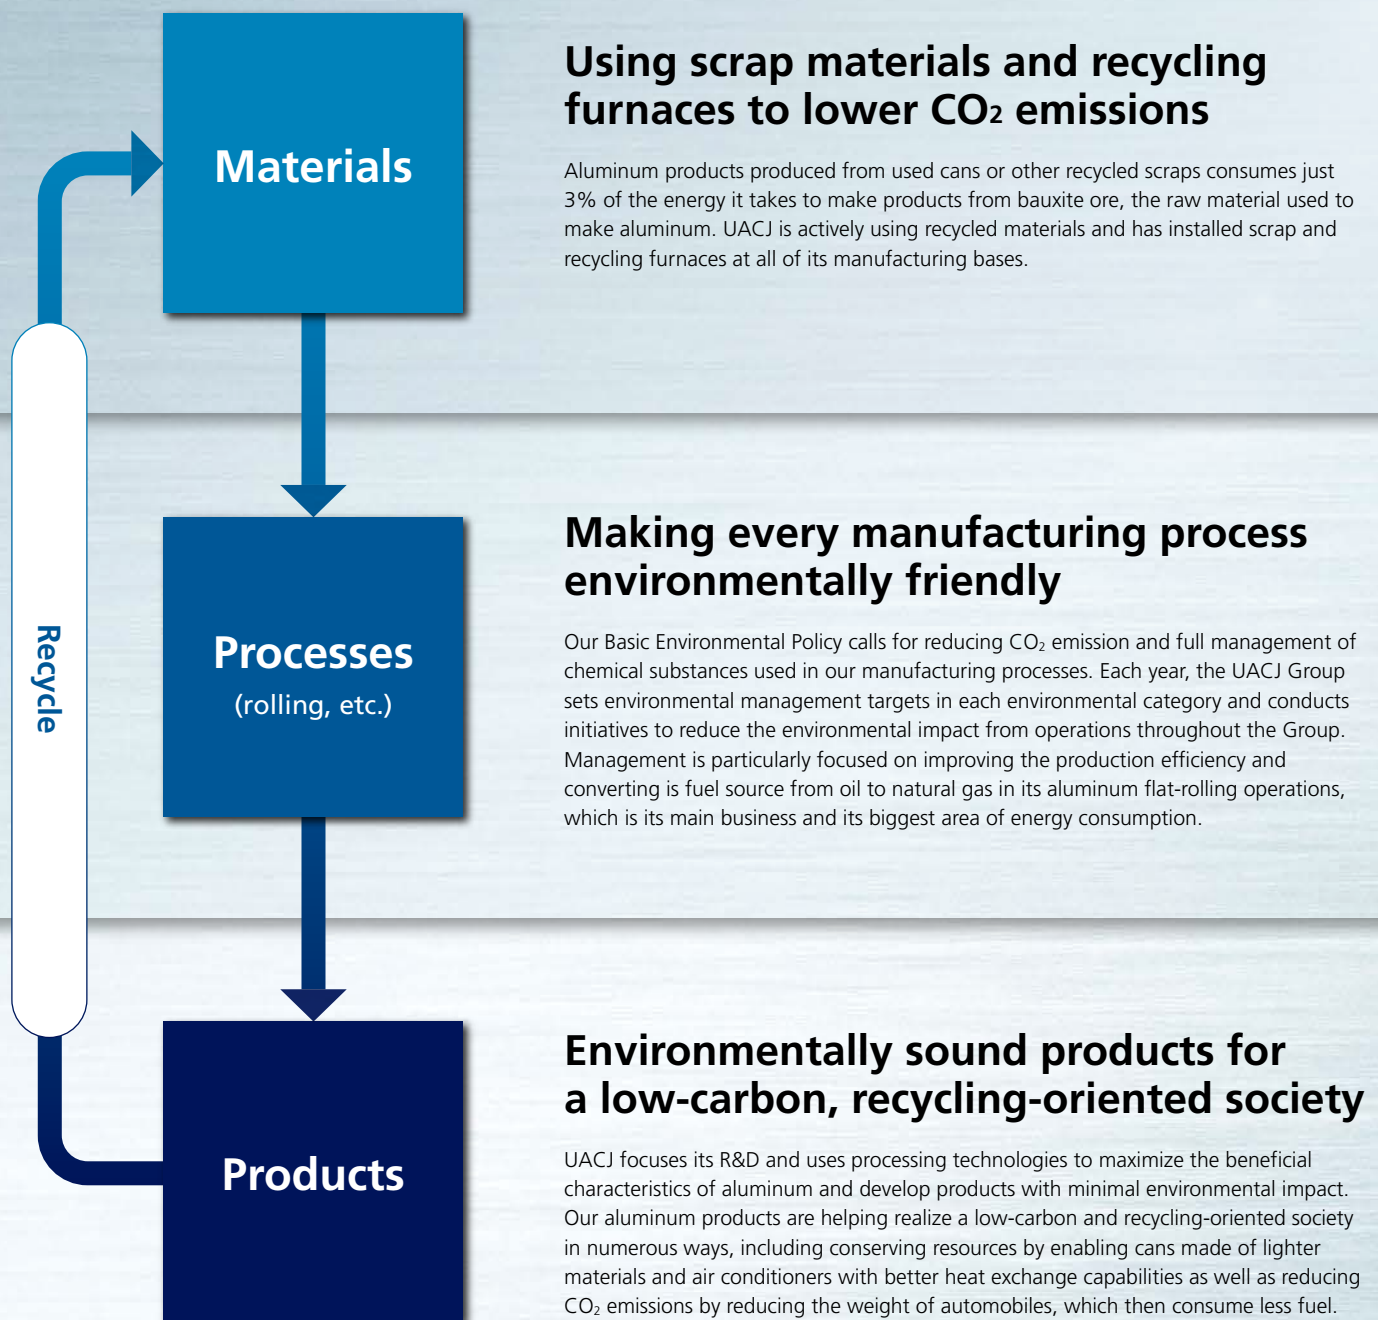 Materials
Using scrap materials and recycling
furnaces to lower CO₂ emissions
Aluminum products produced from used cans or other recycled scraps consumes just
3% of the energy it takes to make products from bauxite ore, the raw material used to
make aluminum. UACJ is actively using recycled materials and has installed scrap and
recycling furnaces at all of its manufacturing bases.
Recycle
Processes
(rolling, etc.)
Making every manufacturing process
environmentally friendly
Our Basic Environmental Policy calls for reducing CO₂ emission and full management of
chemical substances used in our manufacturing processes. Each year, the UACJ Group
sets environmental management targets in each environmental category and conducts
initiatives to reduce the environmental impact from operations throughout the Group.
Management is particularly focused on improving the production efficiency and
converting is fuel source from oil to natural gas in its aluminum flat-rolling operations,
which is its main business and its biggest area of energy consumption.
Products
Environmentally sound products for
a low-carbon, recycling-oriented society
UACJ focuses its R&D and uses processing technologies to maximize the beneficial
characteristics of aluminum and develop products with minimal environmental impact.
Our aluminum products are helping realize a low-carbon and recycling-oriented society
in numerous ways, including conserving resources by enabling cans made of lighter
materials and air conditioners with better heat exchange capabilities as well as reducing
CO₂ emissions by reducing the weight of automobiles, which then consume less fuel.